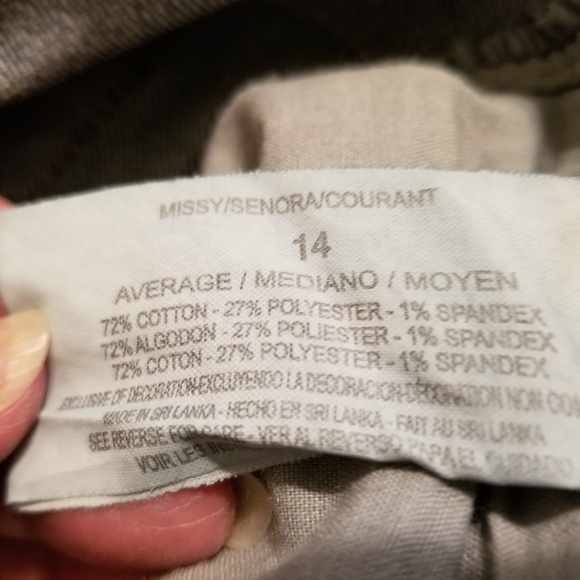 MISSY/SENORA/COURANT
14
AVERAGE / MEDIANO / MOYEN
72% COTTON - 27% POLYESTER - 1% SPANDEX
72% ALGODON - 27% POLIESTER - 1% SPANDEX
72% COTON - 27% POLYESTER - 1% SPANDEX
EXCLUSIVE OF DECORATION-EXCLUYENDO LA DECORACION-DECORATION NON
MADE IN SRI LANKA - HECHO EN SRI LANKA - FAIT AU SRI LANKA
SEE REVERSE FOR CARE - VER AL REVERSO PARA EL CUIDADO
VOIR LES